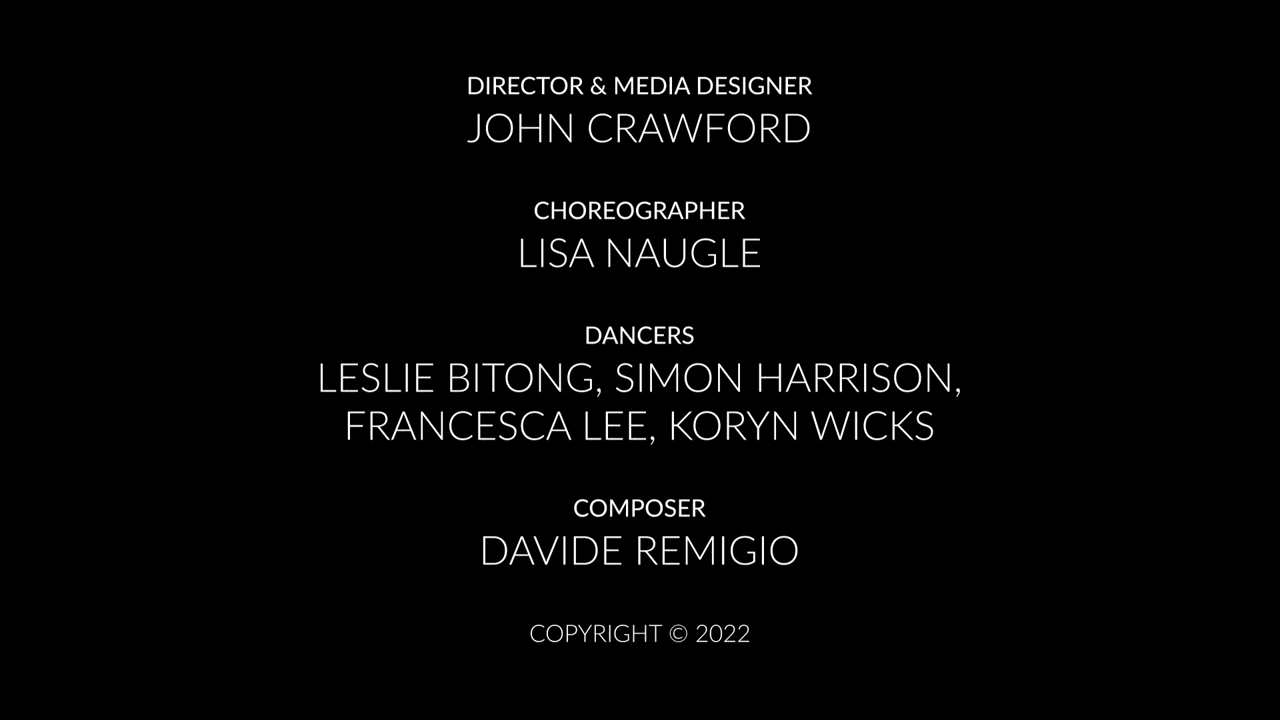 DIRECTOR & MEDIA DESIGNER
JOHN CRAWFORD
CHOREOGRAPHER
LISA NAUGLE
DANCERS
LESLIE BITONG, SIMON HARRISON,
FRANCESCA LEE, KORYN WICKS
COMPOSER
DAVIDE REMIGIO
COPYRIGHT © 2022